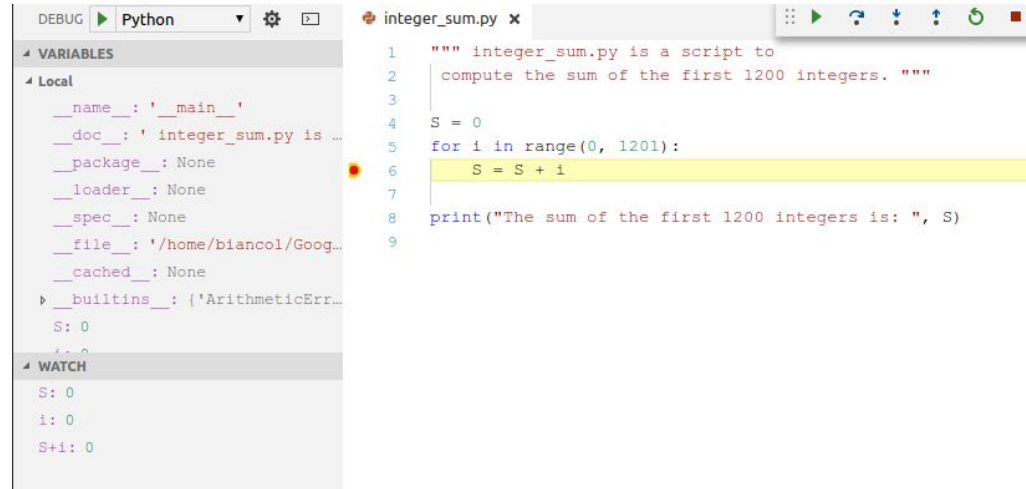 DEBUG Python
VARIABLES
Local
__name__: '__main__'
__doc__: ' integer_sum.py is …
__package__: None
__loader__: None
__spec__: None
__file__: '/home/biancol/Goog…
__cached__: None
__builtins__: {'ArithmeticErr…
S: 0
WATCH
S: 0
i: 0
S+i: 0
integer_sum.py x
1 """ integer_sum.py is a script to
2 compute the sum of the first 1200 integers. """
3
4 S = 0
5 for i in range(0, 1201):
6 S = S + i
7
8 print("The sum of the first 1200 integers is: ", S)
9